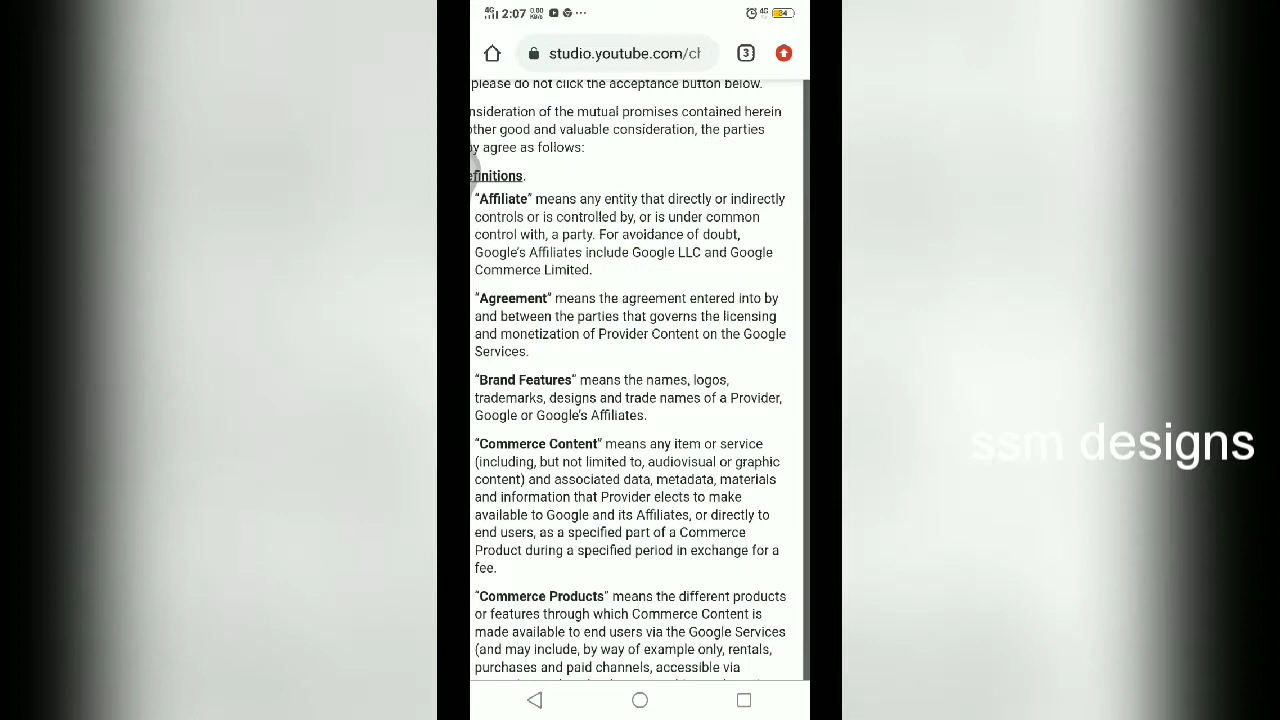 4G 2:07 0.60 KB/s ... 4G 34
studio.youtube.com/ch 3
please do not click the acceptance button below.
nsideration of the mutual promises contained herein
other good and valuable consideration, the parties
by agree as follows:
efinitions.
“Affiliate” means any entity that directly or indirectly
controls or is controlled by, or is under common
control with, a party. For avoidance of doubt,
Google’s Affiliates include Google LLC and Google
Commerce Limited.
“Agreement” means the agreement entered into by
and between the parties that governs the licensing
and monetization of Provider Content on the Google
Services.
“Brand Features” means the names, logos,
trademarks, designs and trade names of a Provider,
Google or Google’s Affiliates.
“Commerce Content” means any item or service
(including, but not limited to, audiovisual or graphic
content) and associated data, metadata, materials
and information that Provider elects to make
available to Google and its Affiliates, or directly to
end users, as a specified part of a Commerce
Product during a specified period in exchange for a
fee.
“Commerce Products” means the different products
or features through which Commerce Content is
made available to end users via the Google Services
(and may include, by way of example only, rentals,
purchases and paid channels, accessible via
ssm designs